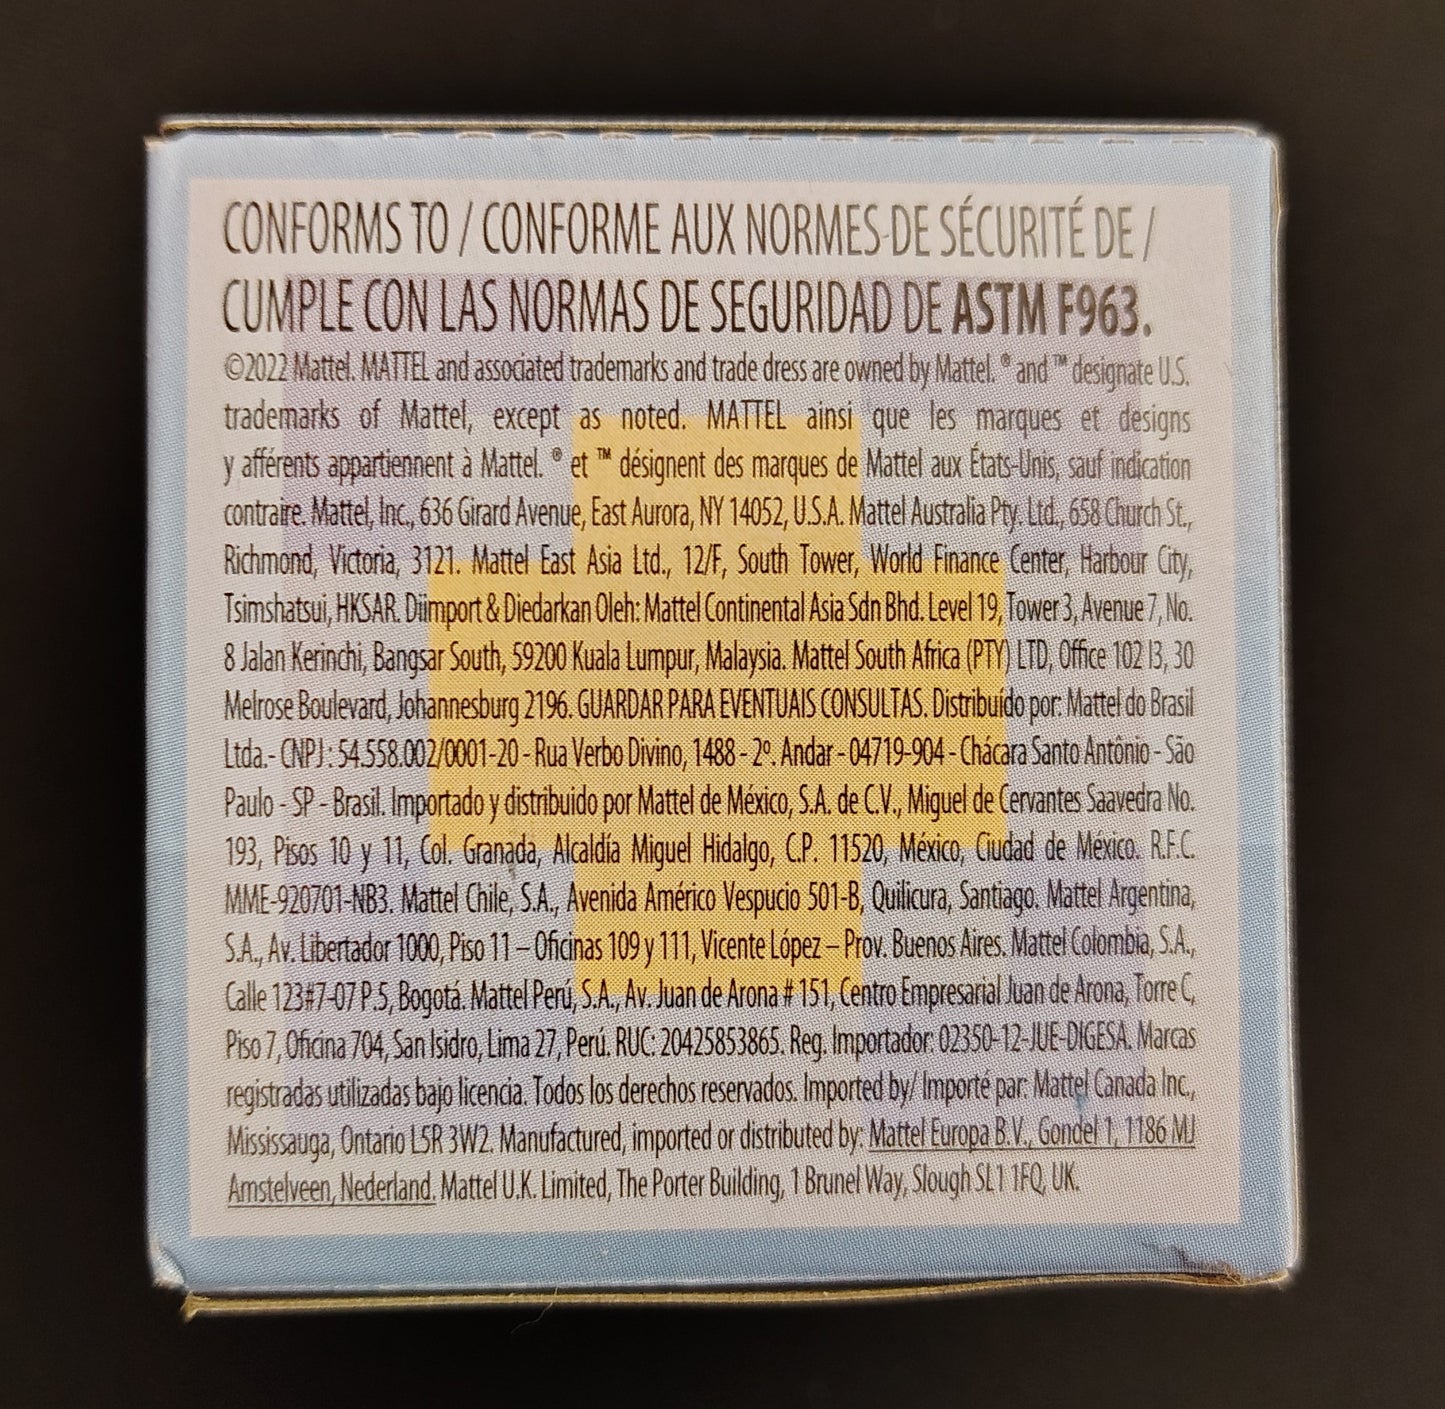 CONFORMS TO / CONFORME AUX NORMES DE SÉCURITÉ DE /
CUMPLE CON LAS NORMAS DE SEGURIDAD DE ASTM F963.
©2022 Mattel. MATTEL and associated trademarks and trade dress are owned by Mattel. ® and ™ designate U.S.
trademarks of Mattel, except as noted. MATTEL ainsi que les marques et designs
y afférents appartiennent à Mattel. ® et ™ désignent des marques de Mattel aux États-Unis, sauf indication
contraire. Mattel, Inc., 636 Girard Avenue, East Aurora, NY 14052, U.S.A. Mattel Australia Pty. Ltd., 658 Church St.,
Richmond, Victoria, 3121. Mattel East Asia Ltd., 12/F, South Tower, World Finance Center, Harbour City,
Tsimshatsui, HKSAR. Diimport & Diedarkan Oleh: Mattel Continental Asia Sdn Bhd. Level 19, Tower 3, Avenue 7, No.
8 Jalan Kerinchi, Bangsar South, 59200 Kuala Lumpur, Malaysia. Mattel South Africa (PTY) LTD, Office 102 I3, 30
Melrose Boulevard, Johannesburg 2196. GUARDAR PARA EVENTUAIS CONSULTAS. Distribuído por: Mattel do Brasil
Ltda.- CNPJ : 54.558.002/0001-20 - Rua Verbo Divino, 1488 - 2º. Andar - 04719-904 - Chácara Santo Antônio - São
Paulo - SP - Brasil. Importado y distribuido por Mattel de México, S.A. de C.V., Miguel de Cervantes Saavedra No.
193, Pisos 10 y 11, Col. Granada, Alcaldía Miguel Hidalgo, C.P. 11520, México, Ciudad de México. R.F.C.
MME-920701-NB3. Mattel Chile, S.A., Avenida Américo Vespucio 501-B, Quilicura, Santiago. Mattel Argentina,
S.A., Av. Libertador 1000, Piso 11 – Oficinas 109 y 111, Vicente López – Prov. Buenos Aires. Mattel Colombia, S.A.,
Calle 123#7-07 P.5, Bogotá. Mattel Perú, S.A., Av. Juan de Arona # 151, Centro Empresarial Juan de Arona, Torre C,
Piso 7, Oficina 704, San Isidro, Lima 27, Perú. RUC: 20425853865. Reg. Importador: 02350-12-JUE-DIGESA. Marcas
registradas utilizadas bajo licencia. Todos los derechos reservados. Imported by/ Importé par: Mattel Canada Inc.,
Mississauga, Ontario L5R 3W2. Manufactured, imported or distributed by: Mattel Europa B.V., Gondel 1, 1186 MJ
Amstelveen, Nederland. Mattel U.K. Limited, The Porter Building, 1 Brunel Way, Slough SL1 1FQ, UK.